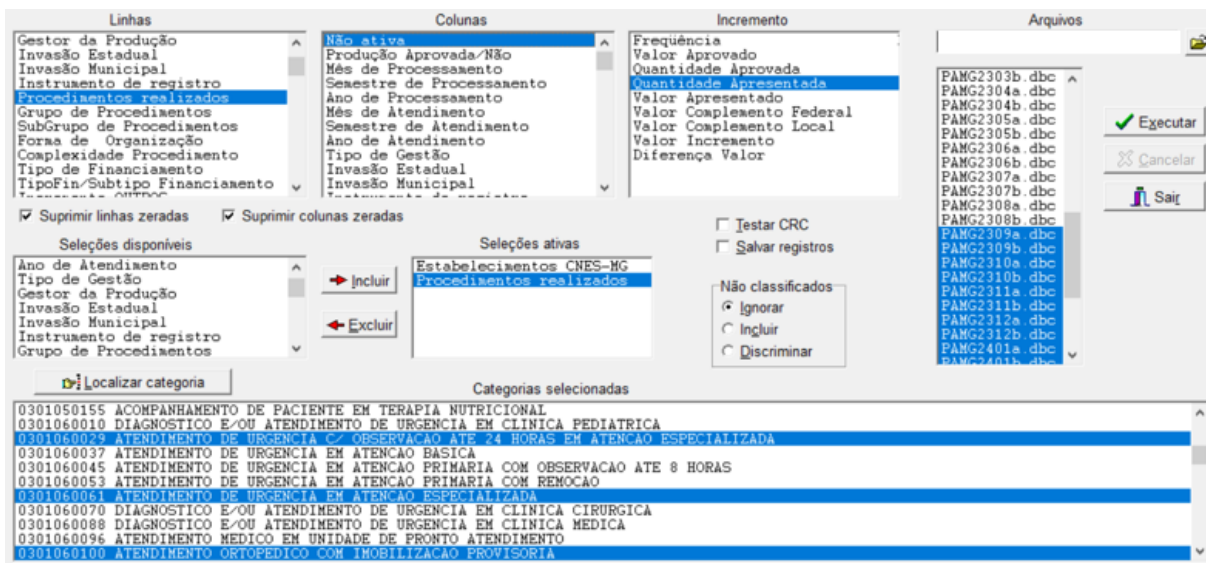 Linhas
Gestor da Produção
Invasão Estadual
Invasão Municipal
Instrumento de registro
Procedimentos realizados
Grupo de Procedimentos
SubGrupo de Procedimentos
Forma de Organização
Complexidade Procedimento
Tipo de Financiamento
TipoFin/Subtipo Financiamento
Colunas
Não ativa
Produção Aprovada/Não
Mês de Processamento
Semestre de Processamento
Ano de Processamento
Mês de Atendimento
Semestre de Atendimento
Ano de Atendimento
Tipo de Gestão
Invasão Estadual
Invasão Municipal
Instrumento de registro
Incremento
Freqüência
Valor Aprovado
Quantidade Aprovada
Quantidade Apresentada
Valor Apresentado
Valor Complemento Federal
Valor Complemento Local
Valor Incremento
Diferença Valor
Arquivos
PAMG2303b.dbc
PAMG2304a.dbc
PAMG2304b.dbc
PAMG2305a.dbc
PAMG2305b.dbc
PAMG2306a.dbc
PAMG2306b.dbc
PAMG2307a.dbc
PAMG2307b.dbc
PAMG2308a.dbc
PAMG2308b.dbc
PAMG2309a.dbc
PAMG2309b.dbc
PAMG2310a.dbc
PAMG2310b.dbc
PAMG2311a.dbc
PAMG2311b.dbc
PAMG2312a.dbc
PAMG2312b.dbc
PAMG2401a.dbc
PAMG2401b.dbc
Executar
Cancelar
Sair
Suprimir linhas zeradas
Suprimir colunas zeradas
Testar CRC
Salvar registros
Seleções disponíveis
Ano de Atendimento
Tipo de Gestão
Gestor da Produção
Invasão Estadual
Invasão Municipal
Instrumento de registro
Grupo de Procedimentos
Incluir
Excluir
Seleções ativas
Estabelecimentos CNES-MG
Procedimentos realizados
Não classificados
Ignorar
Incluir
Discriminar
Localizar categoria
Categorias selecionadas
0301050155 ACOMPANHAMENTO DE PACIENTE EM TERAPIA NUTRICIONAL
0301060010 DIAGNOSTICO E/OU ATENDIMENTO DE URGENCIA EM CLINICA PEDIATRICA
0301060029 ATENDIMENTO DE URGENCIA C/ OBSERVACAO ATE 24 HORAS EM ATENCAO ESPECIALIZADA
0301060037 ATENDIMENTO DE URGENCIA EM ATENCAO BASICA
0301060045 ATENDIMENTO DE URGENCIA EM ATENCAO PRIMARIA COM OBSERVACAO ATE 8 HORAS
0301060053 ATENDIMENTO DE URGENCIA EM ATENCAO PRIMARIA COM REMOCAO
0301060061 ATENDIMENTO DE URGENCIA EM ATENCAO ESPECIALIZADA
0301060070 DIAGNOSTICO E/OU ATENDIMENTO DE URGENCIA EM CLINICA CIRURGICA
0301060088 DIAGNOSTICO E/OU ATENDIMENTO DE URGENCIA EM CLINICA MEDICA
0301060096 ATENDIMENTO MEDICO EM UNIDADE DE PRONTO ATENDIMENTO
0301060100 ATENDIMENTO ORTOPEDICO COM IMOBILIZACAO PROVISORIA